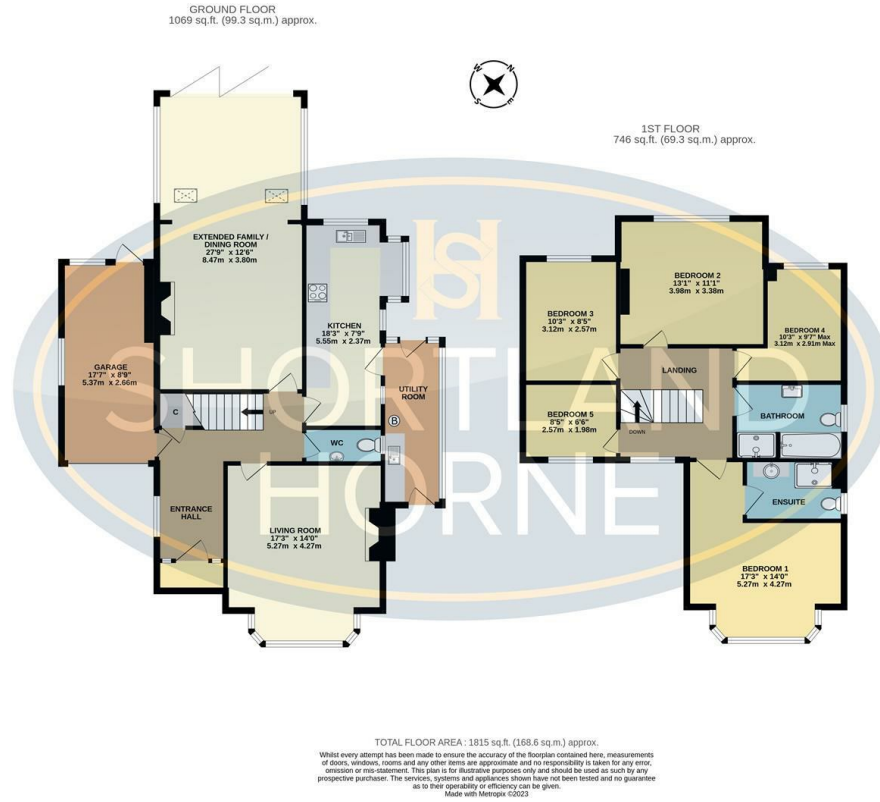 GROUND FLOOR
1069 sq.ft. (99.3 sq.m.) approx.
1ST FLOOR
746 sq.ft. (69.3 sq.m.) approx.
W
N
S
E
EXTENDED FAMILY /
DINING ROOM
27'9" x 12'6"
8.47m x 3.80m
KITCHEN
18'3" x 7'9"
5.55m x 2.37m
GARAGE
17'7" x 8'9"
5.37m x 2.66m
UTILITY
ROOM
B
C
UP
WC
ENTRANCE
HALL
LIVING ROOM
17'3" x 14'0"
5.27m x 4.27m
BEDROOM 2
13'1" x 11'1"
3.98m x 3.38m
BEDROOM 3
10'3" x 8'5"
3.12m x 2.57m
BEDROOM 4
10'3" x 9'7" Max
3.12m x 2.91m Max
LANDING
BEDROOM 5
8'5" x 6'6"
2.57m x 1.98m
DOWN
BATHROOM
ENSUITE
BEDROOM 1
17'3" x 14'0"
5.27m x 4.27m
SH
SHORTLAND
HORNE
TOTAL FLOOR AREA : 1815 sq.ft. (168.6 sq.m.) approx.
Whilst every attempt has been made to ensure the accuracy of the floorplan contained here, measurements
of doors, windows, rooms and any other items are approximate and no responsibility is taken for any error,
omission or mis-statement. This plan is for illustrative purposes only and should be used as such by any
prospective purchaser. The services, systems and appliances shown have not been tested and no guarantee
as to their operability or efficiency can be given.
Made with Metropix ©2023